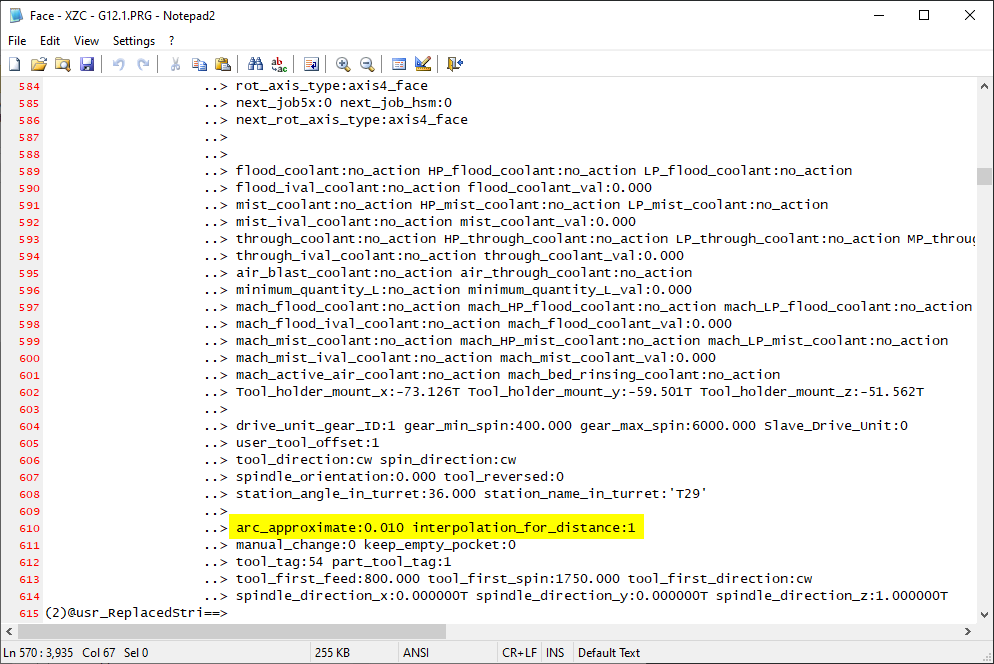 Face - XZC - G12.1.PRG - Notepad2
File Edit View Settings ?
584 ..> rot_axis_type:axis4_face
585 ..> next_job5x:0 next_job_hsm:0
586 ..> next_rot_axis_type:axis4_face
587 ..>
588 ..>
589 ..> flood_coolant:no_action HP_flood_coolant:no_action LP_flood_coolant:no_action
590 ..> flood_ival_coolant:no_action flood_coolant_val:0.000
591 ..> mist_coolant:no_action HP_mist_coolant:no_action LP_mist_coolant:no_action
592 ..> mist_ival_coolant:no_action mist_coolant_val:0.000
593 ..> through_coolant:no_action HP_through_coolant:no_action LP_through_coolant:no_action MP_throug
594 ..> through_ival_coolant:no_action through_coolant_val:0.000
595 ..> air_blast_coolant:no_action air_through_coolant:no_action
596 ..> minimum_quantity_L:no_action minimum_quantity_L_val:0.000
597 ..> mach_flood_coolant:no_action mach_HP_flood_coolant:no_action mach_LP_flood_coolant:no_action
598 ..> mach_flood_ival_coolant:no_action mach_flood_coolant_val:0.000
599 ..> mach_mist_coolant:no_action mach_HP_mist_coolant:no_action mach_LP_mist_coolant:no_action
600 ..> mach_mist_ival_coolant:no_action mach_mist_coolant_val:0.000
601 ..> mach_active_air_coolant:no_action mach_bed_rinsing_coolant:no_action
602 ..> Tool_holder_mount_x:-73.126T Tool_holder_mount_y:-59.501T Tool_holder_mount_z:-51.562T
603 ..>
604 ..> drive_unit_gear_ID:1 gear_min_spin:400.000 gear_max_spin:6000.000 Slave_Drive_Unit:0
605 ..> user_tool_offset:1
606 ..> tool_direction:cw spin_direction:cw
607 ..> spindle_orientation:0.000 tool_reversed:0
608 ..> station_angle_in_turret:36.000 station_name_in_turret:'T29'
609 ..>
610 ..> arc_approximate:0.010 interpolation_for_distance:1
611 ..> manual_change:0 keep_empty_pocket:0
612 ..> tool_tag:54 part_tool_tag:1
613 ..> tool_first_feed:800.000 tool_first_spin:1750.000 tool_first_direction:cw
614 ..> spindle_direction_x:0.000000T spindle_direction_y:0.000000T spindle_direction_z:1.000000T
615 (2)@usr_ReplacedStri==>
Ln 570 : 3,935 Col 67 Sel 0 255 KB ANSI CR+LF INS Default Text